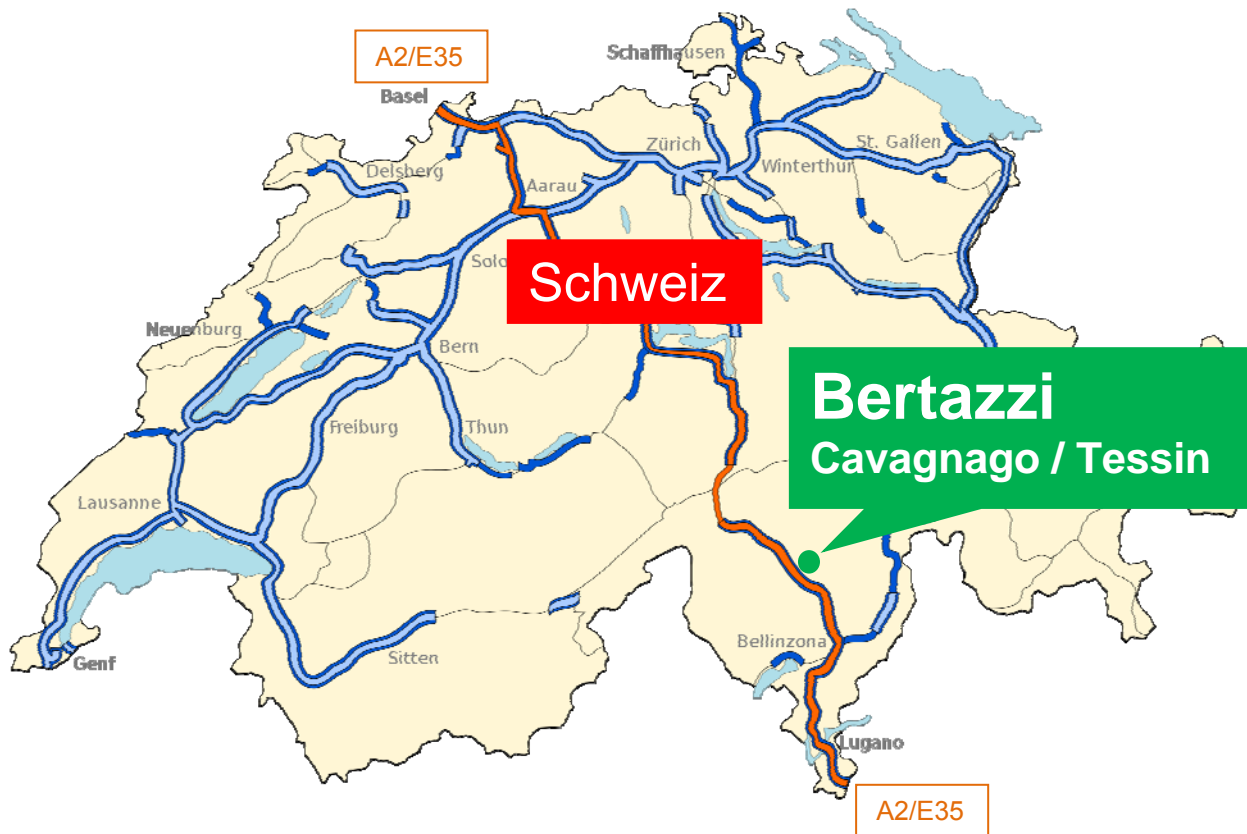 A2/E35
Schaffhausen
Basel
Zürich
St. Gallen
Winterthur
Delsberg
Aarau
Solo
Schweiz
Neuenburg
Bern
Bertazzi
Cavagnago / Tessin
Freiburg
Thun
Lausanne
Bellinzona
Genf
Sitten
Lugano
A2/E35